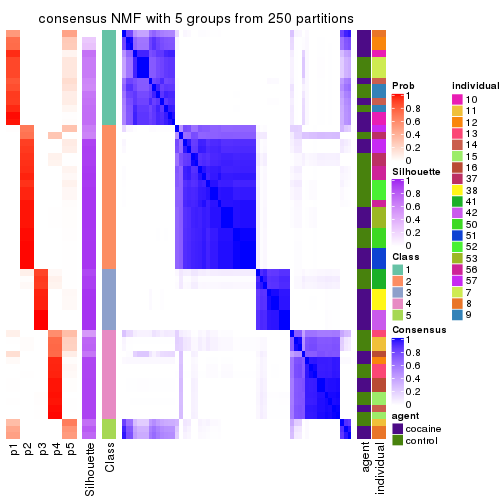 consensus NMF with 5 groups from 250 partitions
p1
p2
p3
p4
p5
Silhouette
Class
agent
individual
Prob
1
0.8
0.6
0.4
0.2
0
Silhouette
1
0.8
0.6
0.4
0.2
0
Class
1
2
3
4
5
Consensus
1
0.8
0.6
0.4
0.2
0
agent
cocaine
control
individual
10
11
12
13
14
15
16
37
38
41
42
50
51
52
53
56
57
7
8
9